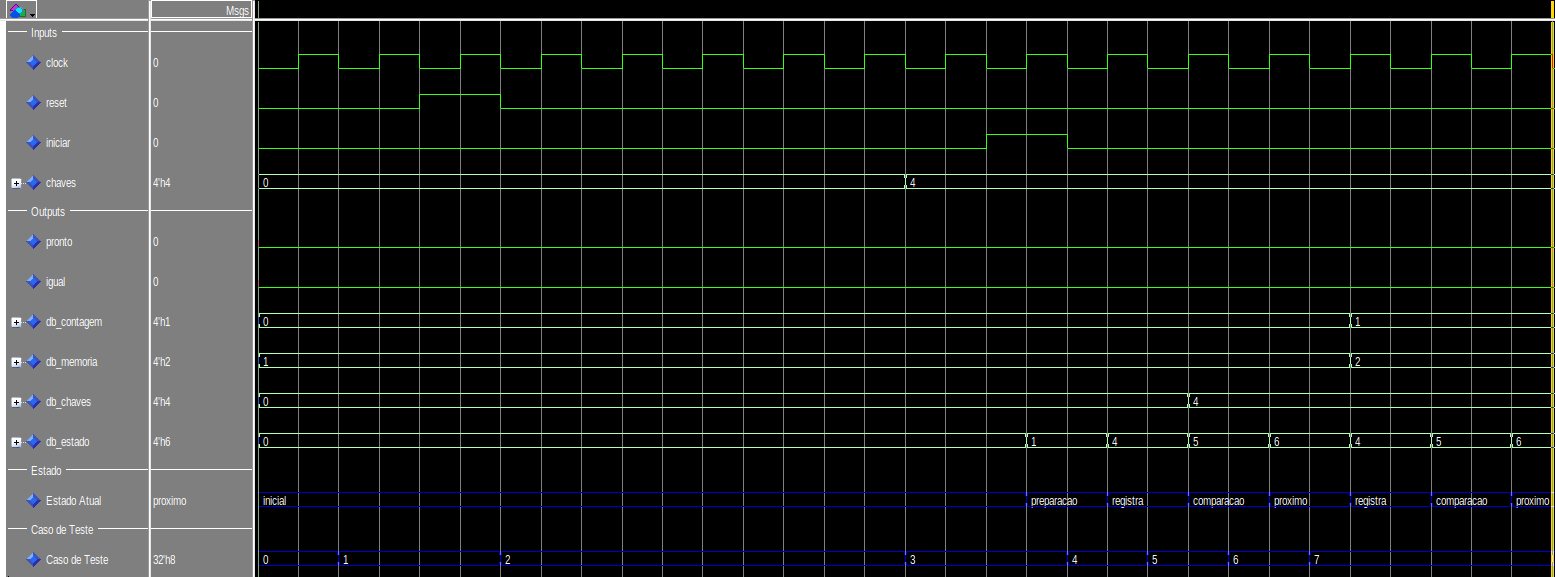 Msgs
Inputs
clock 0
reset 0
iniciar 0
chaves 4'h4 0 4
Outputs
pronto 0
igual 0
db_contagem 4'h1 0 1
db_memoria 4'h2 1 2
db_chaves 4'h4 0 4
db_estado 4'h6 0 1 4 5 6 4 5 6
Estado
Estado Atual proximo inicial preparacao registra comparacao proximo registra comparacao proximo
Caso de Teste
Caso de Teste 32'h8 0 1 2 3 4 5 6 7